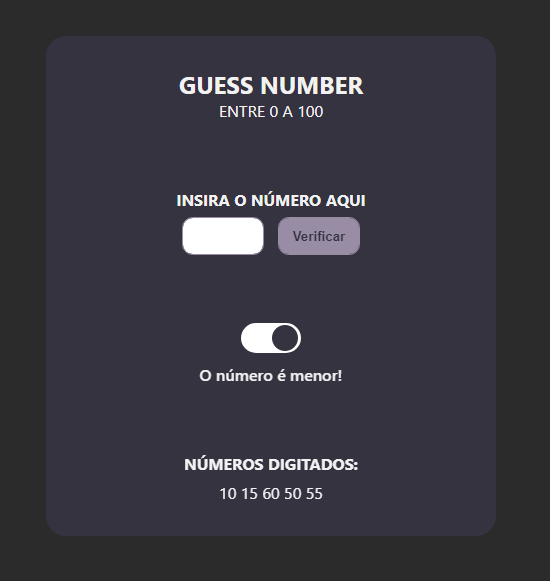 GUESS NUMBER
ENTRE 0 A 100
INSIRA O NÚMERO AQUI
Verificar
O número é menor!
NÚMEROS DIGITADOS:
10 15 60 50 55